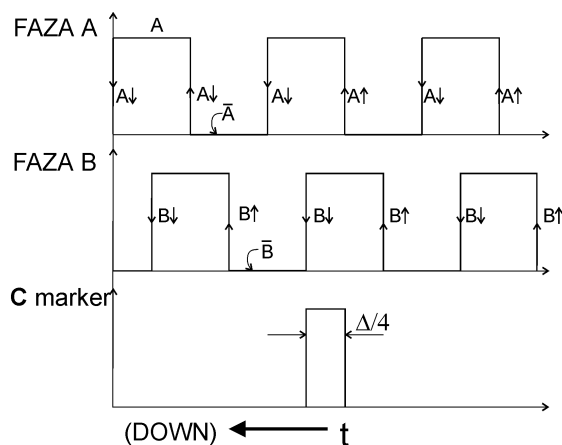 FAZA A
A
A↓ A↓ A↓ A↑ A↓ A↑
Ā
FAZA B
B↓ B↑ B↓ B↑ B↓ B↑
B̄
C marker
Δ/4
(DOWN) t